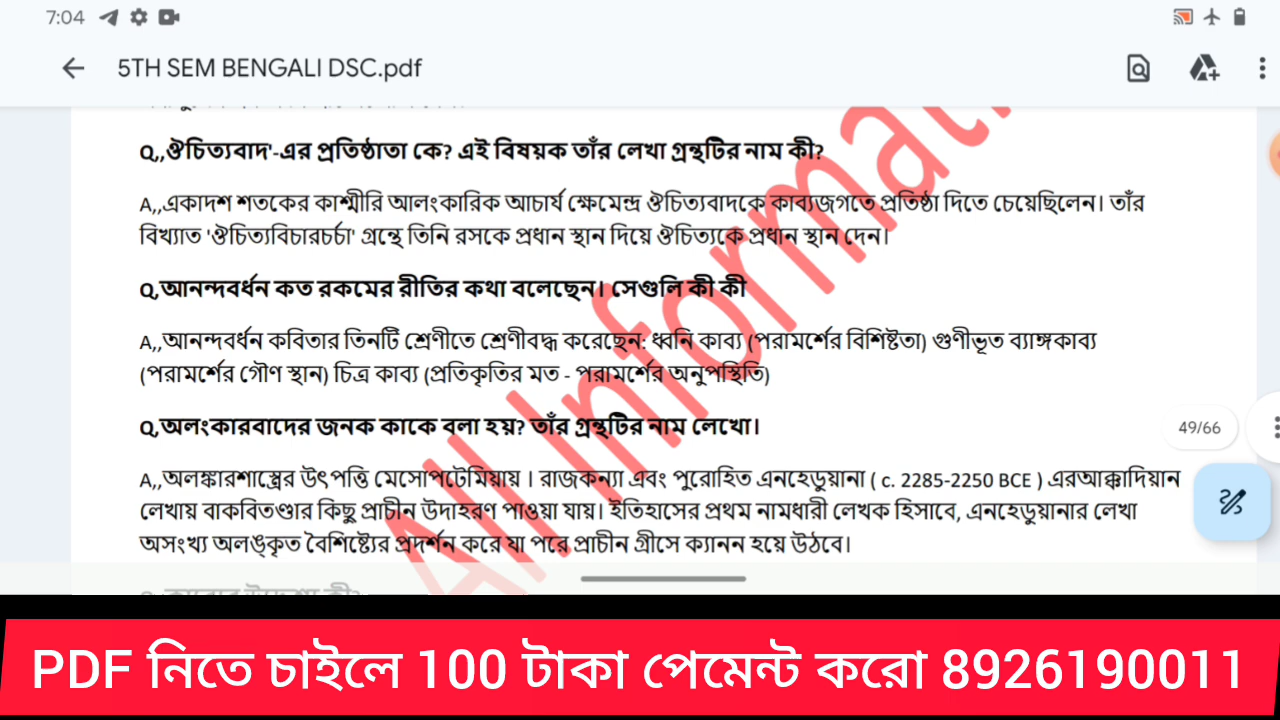 7:04
5TH SEM BENGALI DSC.pdf
Q,,ঔচিত্যবাদ'-এর প্রতিষ্ঠাতা কে? এই বিষয়ক তাঁর লেখা গ্রন্থটির নাম কী?
A,,একাদশ শতকের কাশ্মীরি আলংকারিক আচার্য ক্ষেমেন্দ্র ঔচিত্যবাদকে কাব্যজগতে প্রতিষ্ঠা দিতে চেয়েছিলেন। তাঁর
বিখ্যাত 'ঔচিত্যবিচারচর্চা' গ্রন্থে তিনি রসকে প্রধান স্থান দিয়ে ঔচিত্যকে প্রধান স্থান দেন।
Q,আনন্দবর্ধন কত রকমের রীতির কথা বলেছেন। সেগুলি কী কী
A,,আনন্দবর্ধন কবিতার তিনটি শ্রেণীতে শ্রেণীবদ্ধ করেছেন: ধ্বনি কাব্য (পরামর্শের বিশিষ্টতা) গুণীভূত ব্যাঙ্গকাব্য
(পরামর্শের গৌণ স্থান) চিত্র কাব্য (প্রতিকৃতির মত - পরামর্শের অনুপস্থিতি)
Q,অলংকারবাদের জনক কাকে বলা হয়? তাঁর গ্রন্থটির নাম লেখো।
49/66
A,,অলঙ্কারশাস্ত্রের উৎপত্তি মেসোপটেমিয়ায় । রাজকন্যা এবং পুরোহিত এনহেডুয়ানা ( c. 2285-2250 BCE ) এরআক্কাদিয়ান
লেখায় বাকবিতণ্ডার কিছু প্রাচীন উদাহরণ পাওয়া যায়। ইতিহাসের প্রথম নামধারী লেখক হিসাবে, এনহেডুয়ানার লেখা
অসংখ্য অলঙ্কৃত বৈশিষ্ট্যের প্রদর্শন করে যা পরে প্রাচীন গ্রীসে ক্যানন হয়ে উঠবে।
All Informati
PDF নিতে চাইলে 100 টাকা পেমেন্ট করো 8926190011